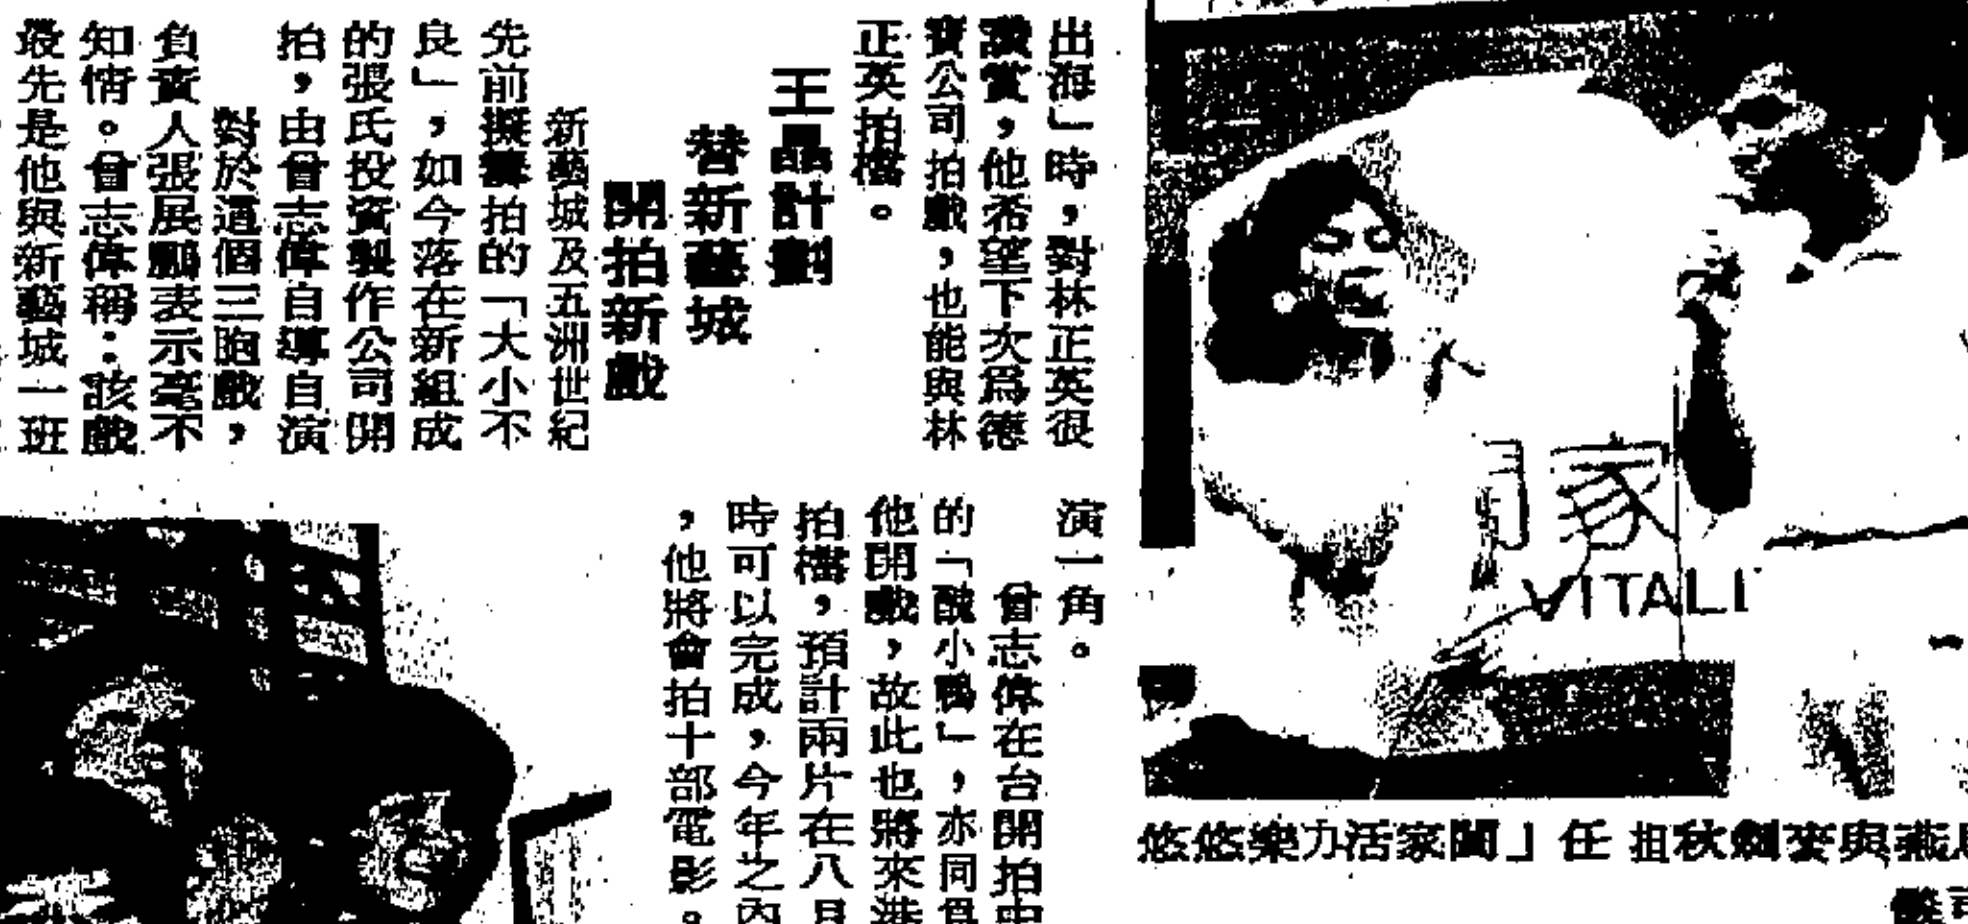 出海」時，對林正英很
讚賞，他希望下次爲德
寶公司拍戲，也能與林
正英拍檔。
王晶計劃
替新藝城
開拍新戲
新藝城及五洲世紀
先前擬籌拍的「大小不
良」，如今落在新組成
的張氏投資製作公司開
拍，由曾志偉自導自演
對於這個三胞戲，
負責人張展鵬表示毫不
知情。曾志偉稱：該戲
最先是他與新藝城一班
演一角。
曾志偉在台開拍中
的「醜小鴨」，亦同爲
他開戲，故此也將來港
拍檔，預計兩片在八月
時可以完成，今年之內
，他將會拍十部電影。
家
VITALI
燕與麥劍秋担任「闔家活力樂悠悠